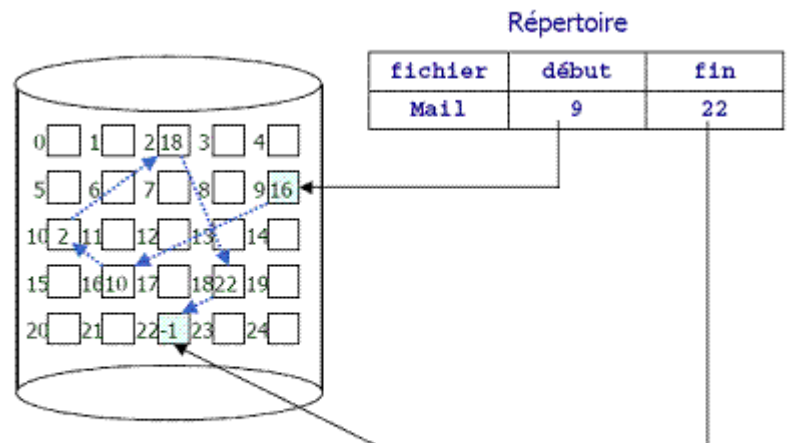 Répertoire
fichier début fin
Mail 9 22
0 1 2 18 3 4
5 6 7 8 9 16
10 2 11 12 13 14
15 16 10 17 18 22 19
20 21 22 -1 23 24